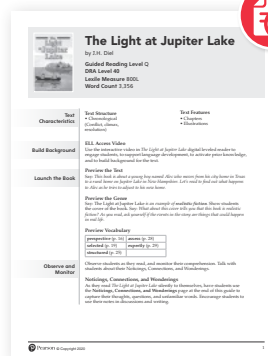 The Light at Jupiter Lake
The Light at Jupiter Lake
by I.H. Diel
Guided Reading Level Q
DRA Level 40
Lexile Measure 800L
Word Count 3,356
Text Characteristics
Text Structure
• Chronological
(Conflict, climax,
resolution)
Text Features
• Chapters
• Illustrations
Build Background
ELL Access Video
Use the interactive video in The Light at Jupiter Lake digital leveled reader to
engage students, to support language development, to activate prior knowledge,
and to build background for the text.
Launch the Book
Preview the Text
Say: This book is about a young boy named Alex who moves from his city home in Texas
to a rural home on Jupiter Lake in New Hampshire. Let's read to find out what happens
to Alex as he tries to adjust to his new home.
Preview the Genre
Say: The Light at Jupiter Lake is an example of realistic fiction. Have students
the cover of the book. Say: What about this cover tells you that this book is realistic
fiction? As you read, ask yourself if the events in the story are things that could happen
in real life.
Preview Vocabulary
perspective (p. 16) access (p. 28)
selected (p. 19) expertly (p. 29)
structured (p. 25)
Observe and
Monitor
Observe students as they read, and monitor their comprehension. Talk with
students about their Noticings, Connections, and Wonderings.
Noticings, Connections, and Wonderings
As they read The Light at Jupiter Lake silently to themselves, have students use
the Noticings, Connections, and Wonderings page at the end of this guide to
capture their thoughts, questions, and unfamiliar words. Encourage students to
use their notes in discussions and writing.
Pearson © Copyright 2020
1